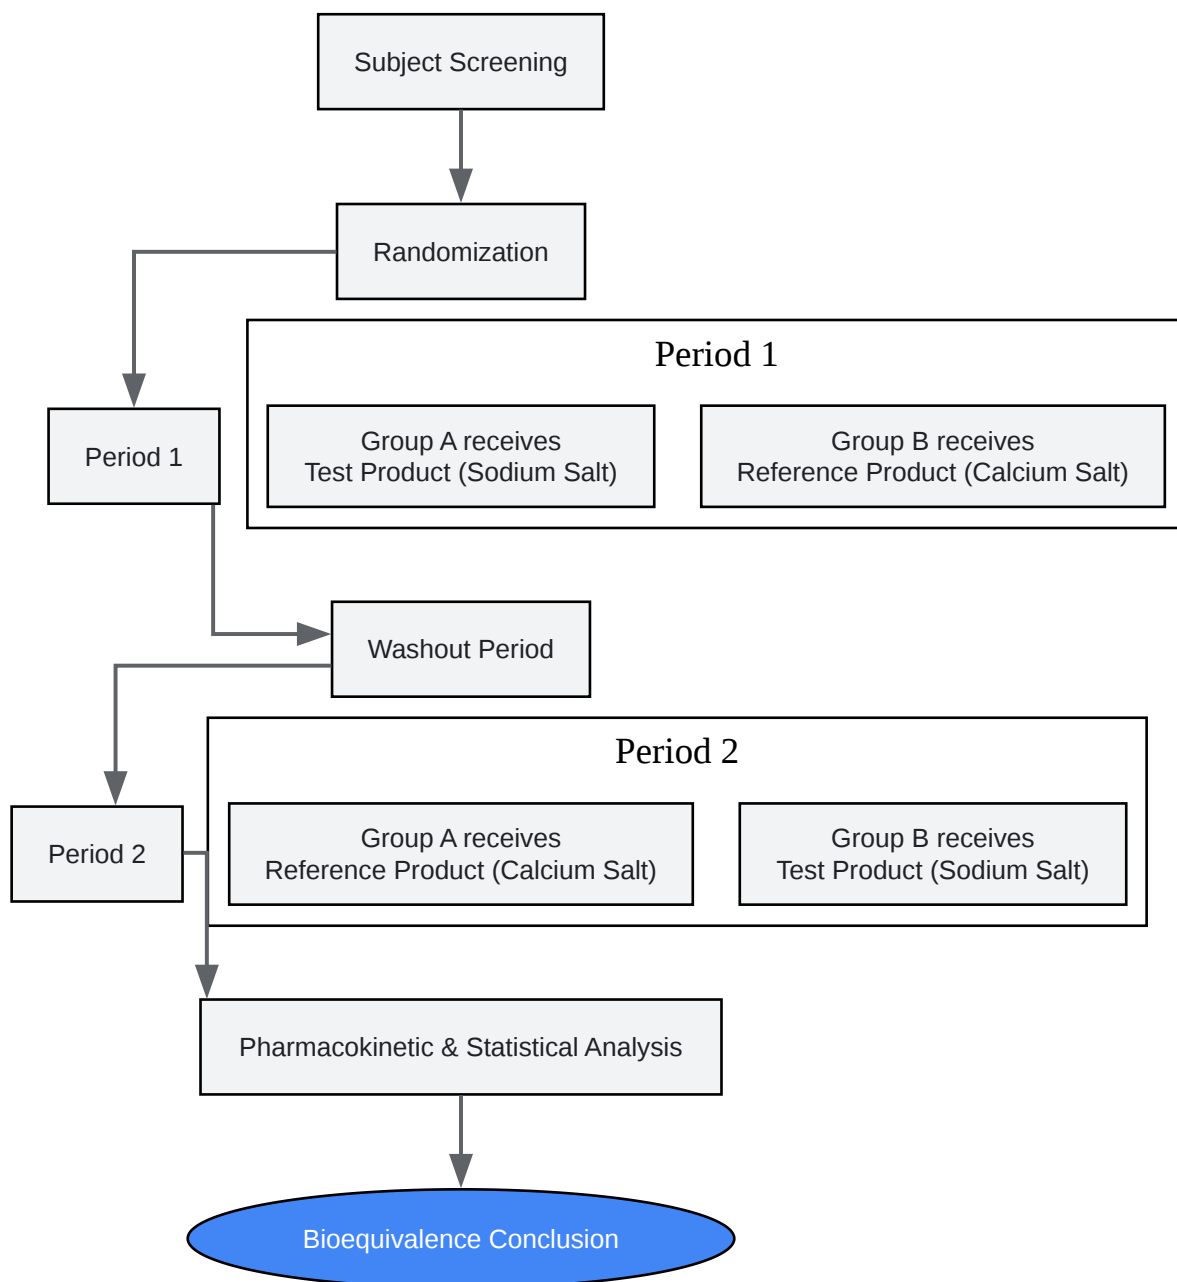 Subject Screening
Randomization
Period 1
Period 1
Group A receives
Test Product (Sodium Salt)
Group B receives
Reference Product (Calcium Salt)
Washout Period
Period 2
Period 2
Group A receives
Reference Product (Calcium Salt)
Group B receives
Test Product (Sodium Salt)
Pharmacokinetic & Statistical Analysis
Bioequivalence Conclusion